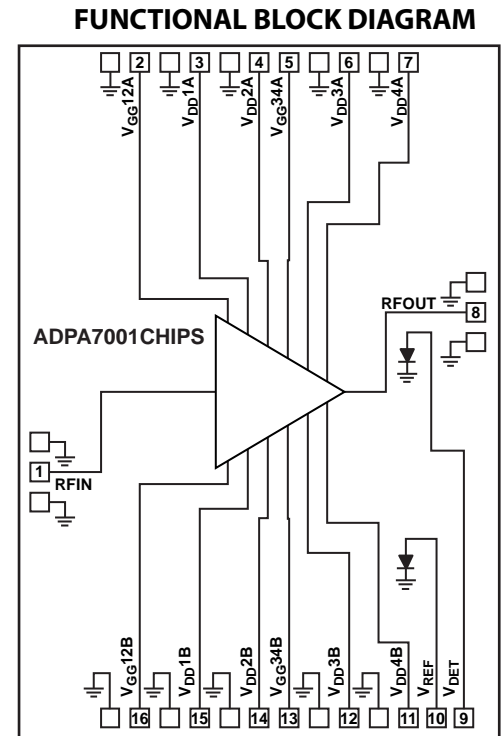 FUNCTIONAL BLOCK DIAGRAM
2 3 4 5 6 7
VGG12A
VDD1A
VDD2A
VGG34A
VDD3A
VDD4A
RFOUT
8
ADPA7001CHIPS
1
RFIN
VGG12B
VDD1B
VDD2B
VGG34B
VDD3B
VDD4B
VREF
VDET
16 15 14 13 12 11 10 9